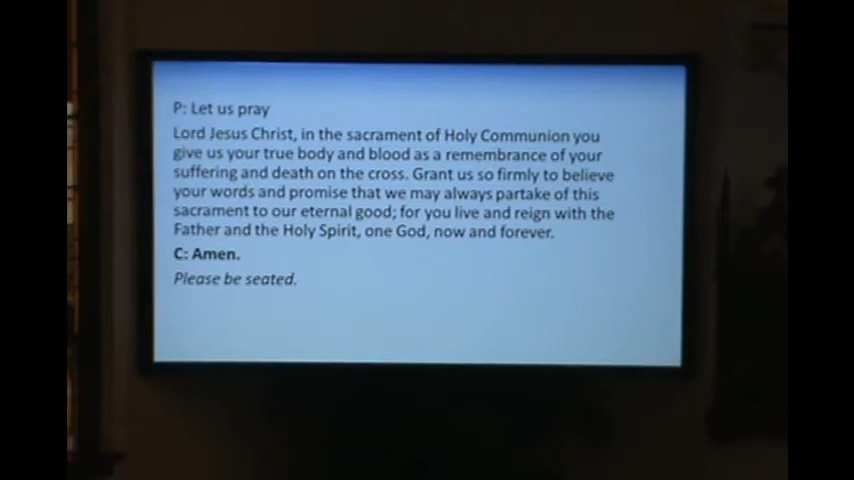 P: Let us pray
Lord Jesus Christ, in the sacrament of Holy Communion you
give us your true body and blood as a remembrance of your
suffering and death on the cross. Grant us so firmly to believe
your words and promise that we may always partake of this
sacrament to our eternal good; for you live and reign with the
Father and the Holy Spirit, one God, now and forever.
C: Amen.
Please be seated.